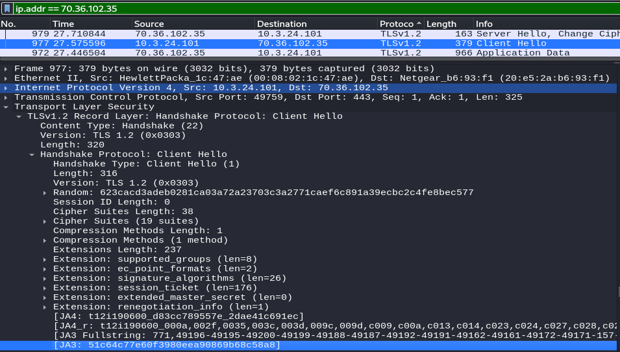 ip.addr == 70.36.102.35
No. Time Source Destination Protoco Length Info
979 27.710844 70.36.102.35 10.3.24.101 TLSv1.2 163 Server Hello, Change Ciph
977 27.575596 10.3.24.101 70.36.102.35 TLSv1.2 379 Client Hello
972 27.446504 70.36.102.35 10.3.24.101 TLSv1.2 966 Application Data
Frame 977: 379 bytes on wire (3032 bits), 379 bytes captured (3032 bits)
Ethernet II, Src: HewlettPacka_1c:47:ae (00:08:02:1c:47:ae), Dst: Netgear_b6:93:f1 (20:e5:2a:b6:93:f1)
Internet Protocol Version 4, Src: 10.3.24.101, Dst: 70.36.102.35
Transmission Control Protocol, Src Port: 49759, Dst Port: 443, Seq: 1, Ack: 1, Len: 325
Transport Layer Security
TLSv1.2 Record Layer: Handshake Protocol: Client Hello
Content Type: Handshake (22)
Version: TLS 1.2 (0x0303)
Length: 320
Handshake Protocol: Client Hello
Handshake Type: Client Hello (1)
Length: 316
Version: TLS 1.2 (0x0303)
Random: 623cacd3adeb0281ca03a72a23703c3a2771caef6c891a39ecbc2c4fe8bec577
Session ID Length: 0
Cipher Suites Length: 38
Cipher Suites (19 suites)
Compression Methods Length: 1
Compression Methods (1 method)
Extensions Length: 237
Extension: supported_groups (len=8)
Extension: ec_point_formats (len=2)
Extension: signature_algorithms (len=26)
Extension: session_ticket (len=176)
Extension: extended_master_secret (len=0)
Extension: renegotiation_info (len=1)
[JA4: t12i190600_d83cc789557e_2dae41c691ec]
[JA4_r: t12i190600_000a,002f,0035,003c,003d,009c,009d,c009,c00a,c013,c014,c023,c024,c027,c028,c0
[JA3 Fullstring: 771,49196-49195-49200-49199-49188-49187-49192-49191-49162-49161-49172-49171-157-
[JA3: 51c64c77e60f3980eea90869b68c58a8]